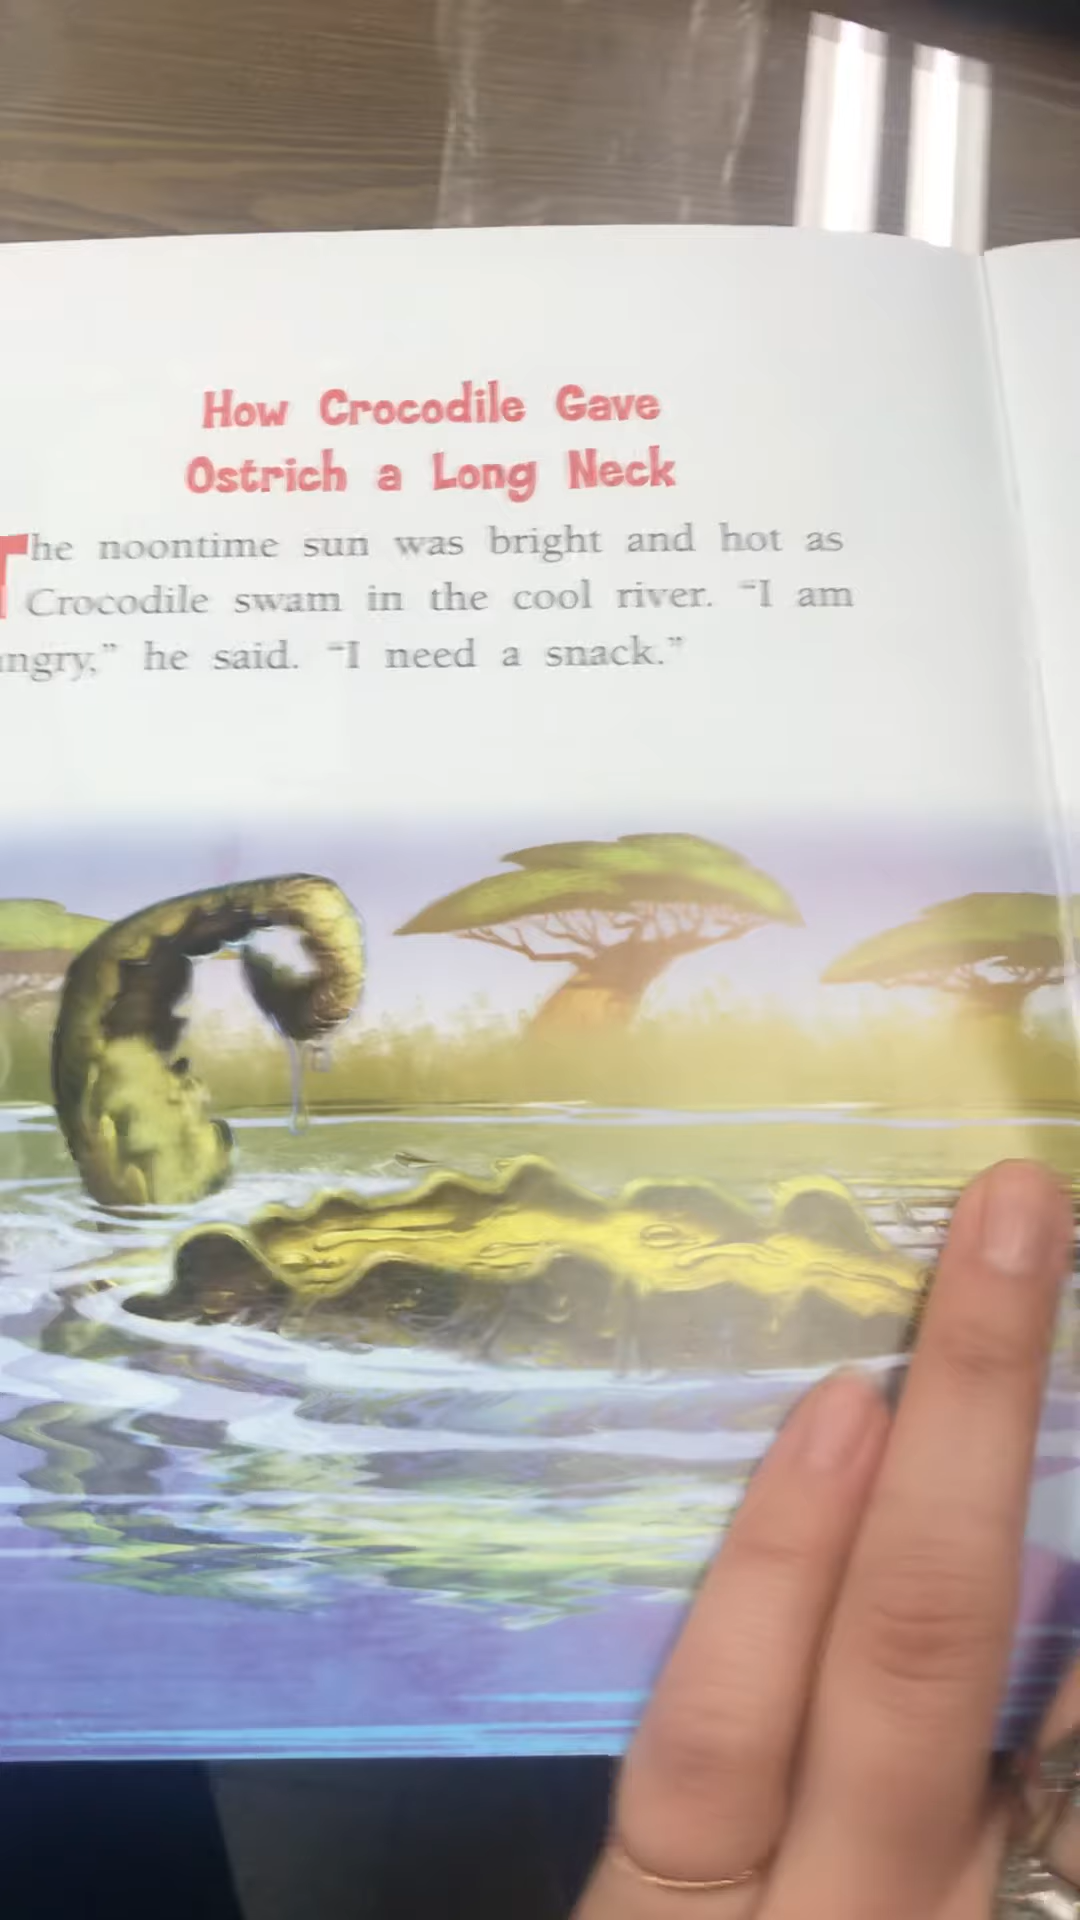 How Crocodile Gave
Ostrich a Long Neck
The noontime sun was bright and hot as
Crocodile swam in the cool river. “I am
ngry,” he said. “I need a snack.”